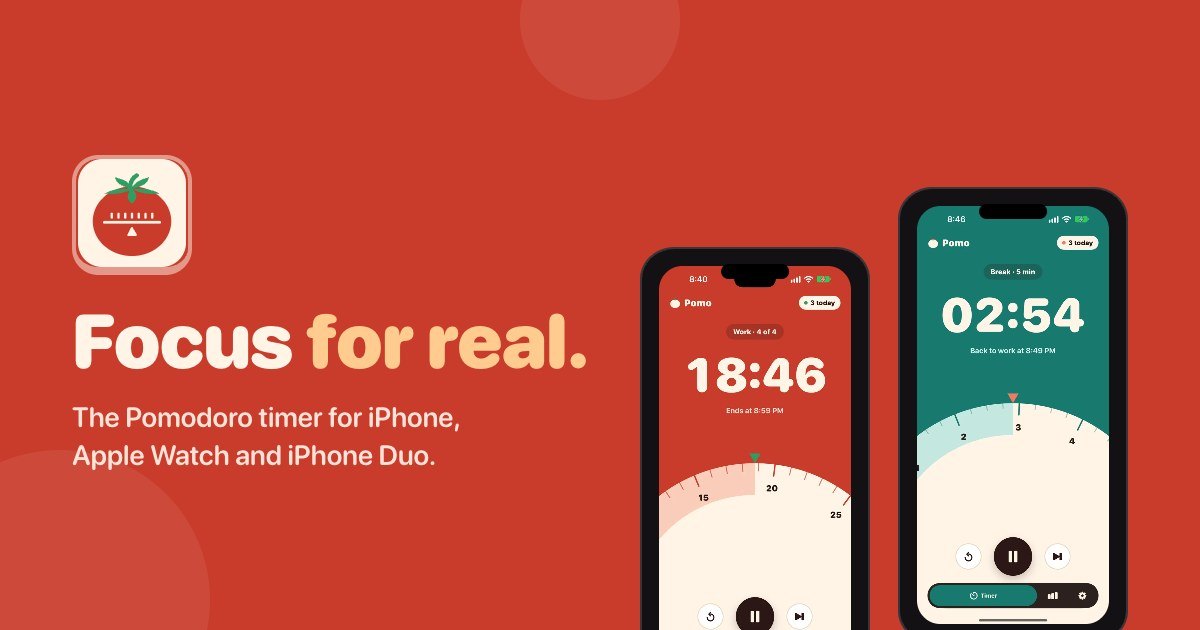 Focus for real.
The Pomodoro timer for iPhone,
Apple Watch and iPhone Duo.
8:40
Pomo
3 today
Work · 4 of 4
18:46
Ends at 8:59 PM
15
20
25
8:46
Pomo
3 today
Break · 5 min
02:54
Back to work at 8:49 PM
2
3
4
Timer